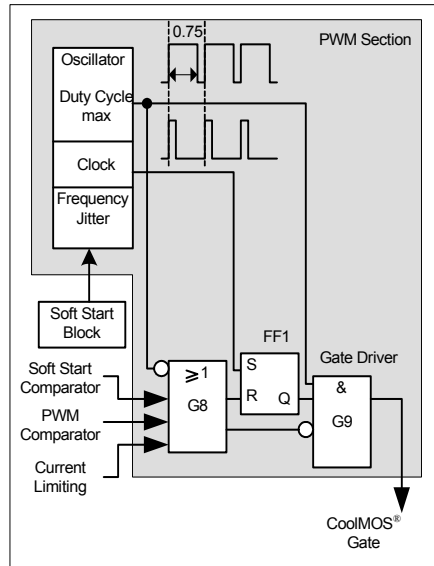 0.75
PWM Section
Oscillator
Duty Cycle
max
Clock
Frequency
Jitter
Soft Start
Block
FF1
Gate Driver
Soft Start
Comparator
PWM
Comparator
Current
Limiting
⩾1
G8
S
R
Q
&
G9
CoolMOS®
Gate